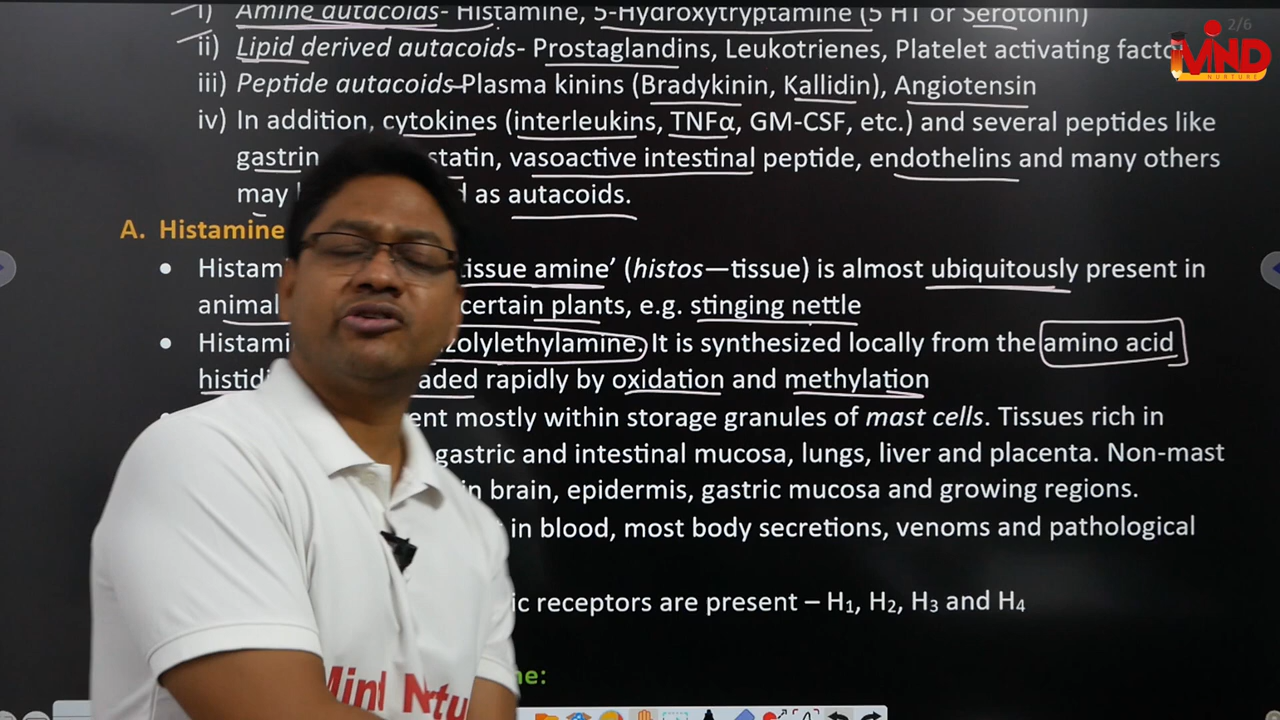 i) Amine autacoids- Histamine, 5-Hydroxytryptamine (5 HT or Serotonin)
2/6
ii) Lipid derived autacoids- Prostaglandins, Leukotrienes, Platelet activating facto
MIND
NURTURE
iii) Peptide autacoids-Plasma kinins (Bradykinin, Kallidin), Angiotensin
iv) In addition, cytokines (interleukins, TNFα, GM-CSF, etc.) and several peptides like
gastrin statin, vasoactive intestinal peptide, endothelins and many others
may as autacoids.
A. Histamine
• Histam tissue amine’ (histos—tissue) is almost ubiquitously present in
animal certain plants, e.g. stinging nettle
• Histami zolylethylamine. It is synthesized locally from the amino acid
histidi aded rapidly by oxidation and methylation
ent mostly within storage granules of mast cells. Tissues rich in
gastric and intestinal mucosa, lungs, liver and placenta. Non-mast
in brain, epidermis, gastric mucosa and growing regions.
in blood, most body secretions, venoms and pathological
ic receptors are present – H₁, H₂, H₃ and H₄
ne:
Mind Nurtu